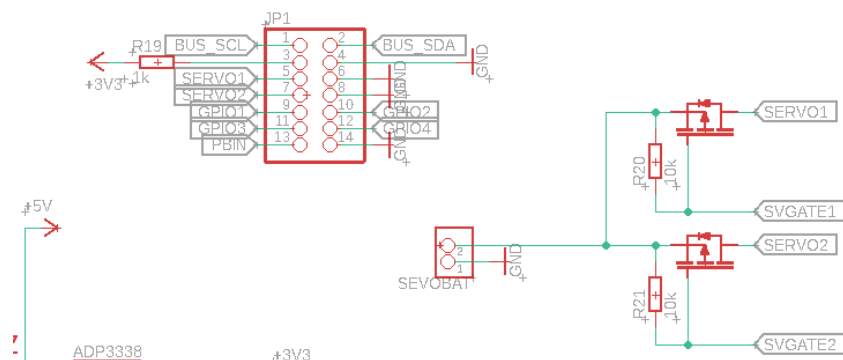 JP1
R19
BUS_SCL
1
2
BUS_SDA
+3V3
1k
3
4
GND
SERVO1
5
6
GND
SERVO2
7
8
GND
GPIO1
9
10
GPIO2
GPIO3
11
12
GPIO4
PBIN
13
14
GND
SERVO1
R20
10k
SVGATE1
+5V
2
1
GND
SEVOBAT
SERVO2
R21
10k
SVGATE2
ADP3338
+3V3